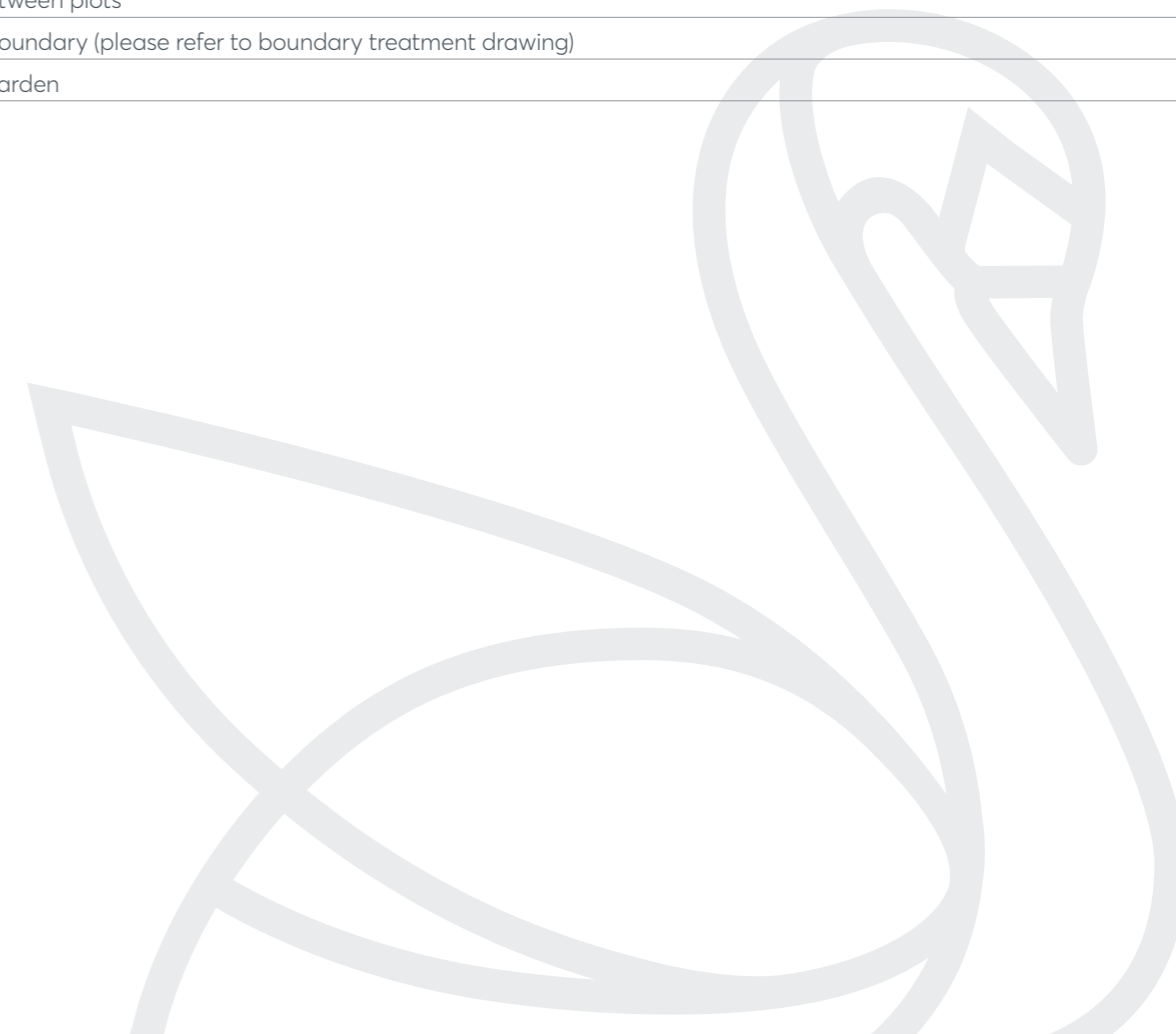 tween plots
oundary (please refer to boundary treatment drawing)
arden